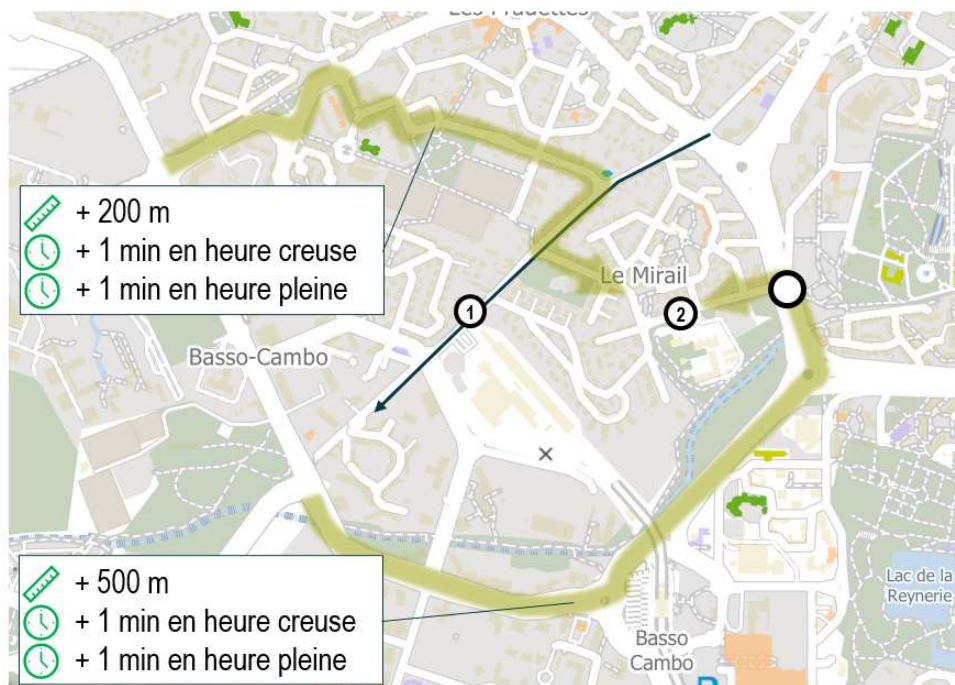 Les Pradettes
+ 200 m
+ 1 min en heure creuse
+ 1 min en heure pleine
Le Mirail
1
2
Basso-Cambo
+ 500 m
+ 1 min en heure creuse
+ 1 min en heure pleine
Lac de la
Reynerie
Basso
Cambo
P